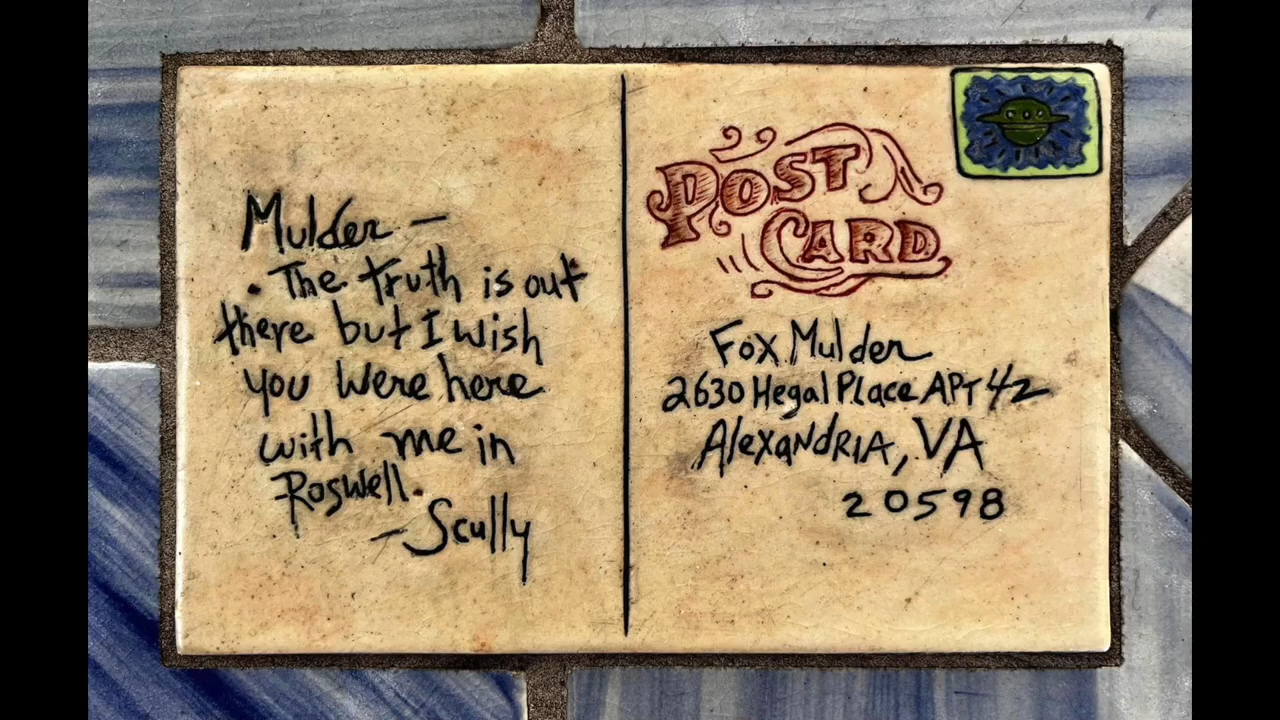 Mulder —
The truth is out
there but I wish
you were here
with me in
Roswell.
— Scully
POST
CARD
Fox Mulder
2630 Hegal Place APT 42
AlexandRIA, VA
20598